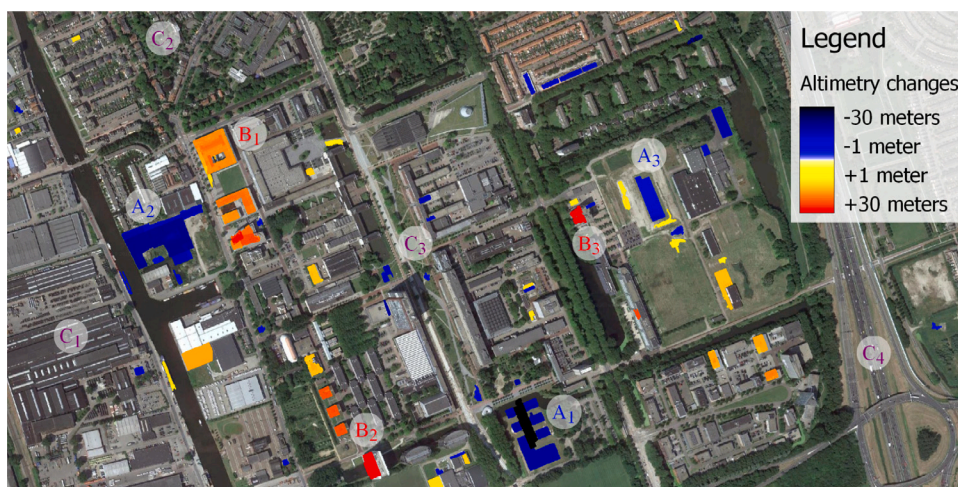 C2
Legend
Altimetry changes
-30 meters
-1 meter
+1 meter
+30 meters
B1
A3
A2
C3
B3
C1
C4
A1
B2